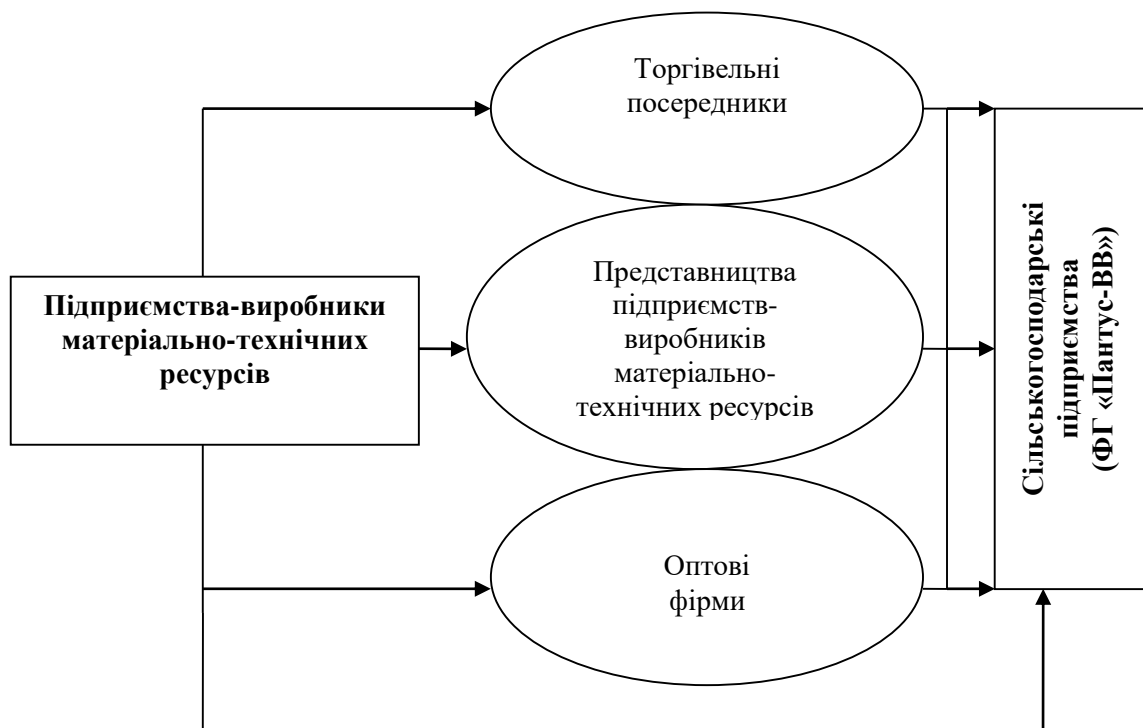 Торгівельні
посередники
Підприємства-виробники
матеріально-технічних
ресурсів
Представництва
підприємств-
виробників
матеріально-
технічних ресурсів
Оптові
фірми
Сільськогосподарські
підприємства
(ФГ «Пантус-ВВ»)